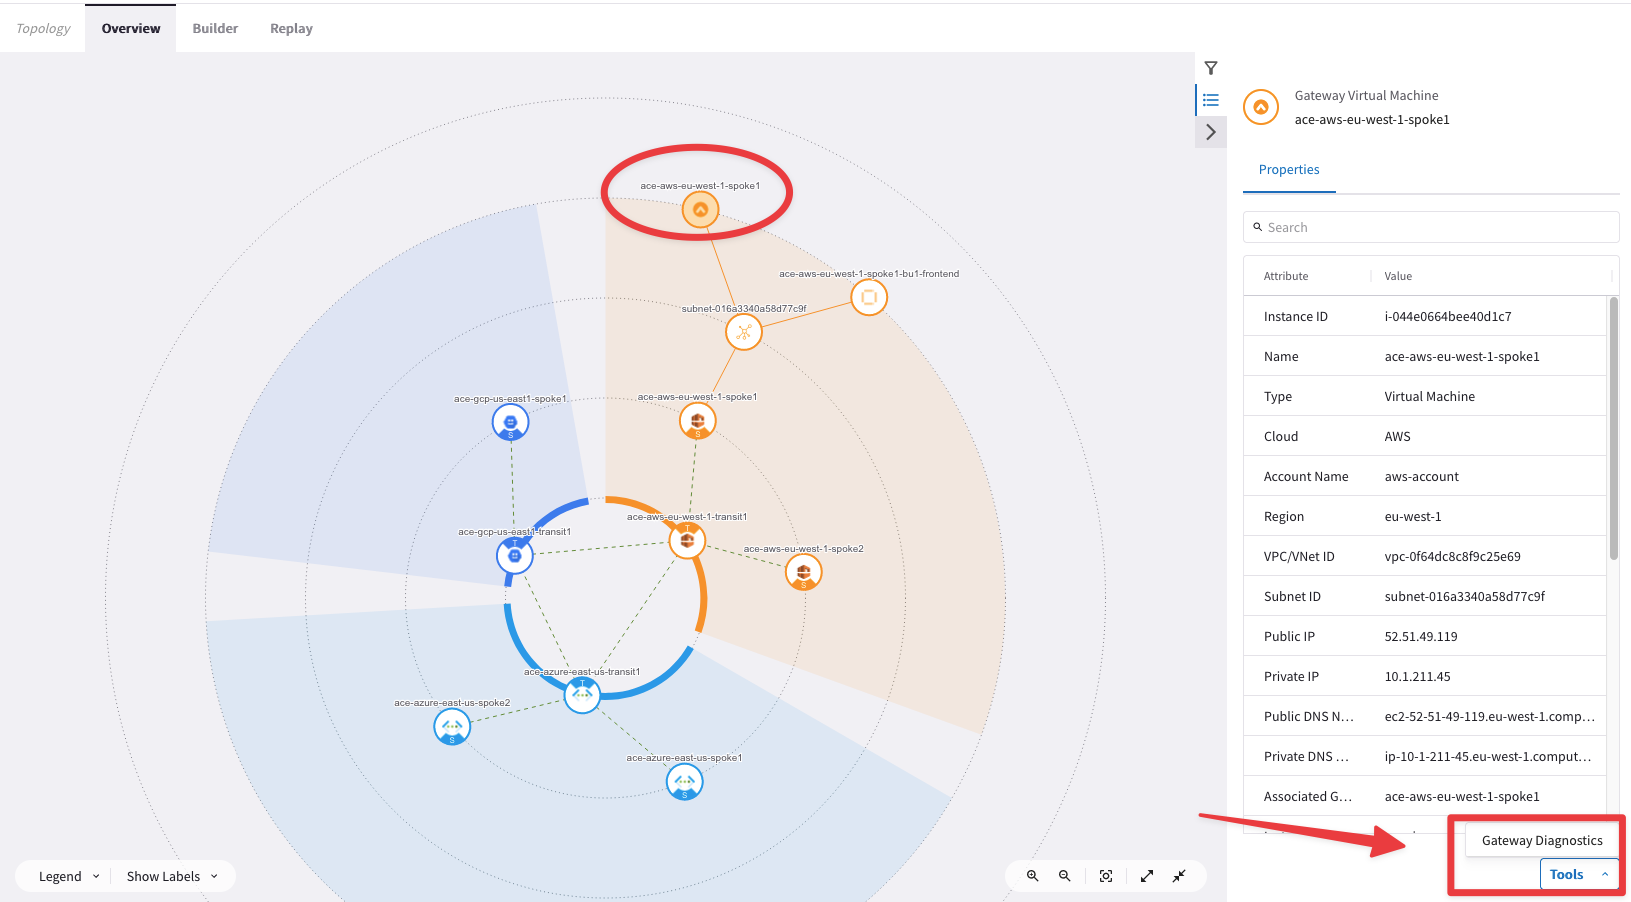 Topology
Overview
Builder
Replay
ace-aws-eu-west-1-spoke1
ace-aws-eu-west-1-spoke1-bu1-frontend
subnet-016a3340a58d77c9f
ace-gcp-us-east1-spoke1
ace-aws-eu-west-1-spoke1
S
S
ace-aws-eu-west-1-transit1
T
ace-gcp-us-east1-transit1
T
ace-aws-eu-west-1-spoke2
S
ace-azure-east-us-transit1
T
ace-azure-east-us-spoke2
S
ace-azure-east-us-spoke1
S
Legend
Show Labels
Gateway Virtual Machine
ace-aws-eu-west-1-spoke1
Properties
Search
Attribute Value
Instance ID i-044e0664bee40d1c7
Name ace-aws-eu-west-1-spoke1
Type Virtual Machine
Cloud AWS
Account Name aws-account
Region eu-west-1
VPC/VNet ID vpc-0f64dc8c8f9c25e69
Subnet ID subnet-016a3340a58d77c9f
Public IP 52.51.49.119
Private IP 10.1.211.45
Public DNS N... ec2-52-51-49-119.eu-west-1.comp...
Private DNS ... ip-10-1-211-45.eu-west-1.comput...
Associated G... ace-aws-eu-west-1-spoke1
Gateway Diagnostics
Tools